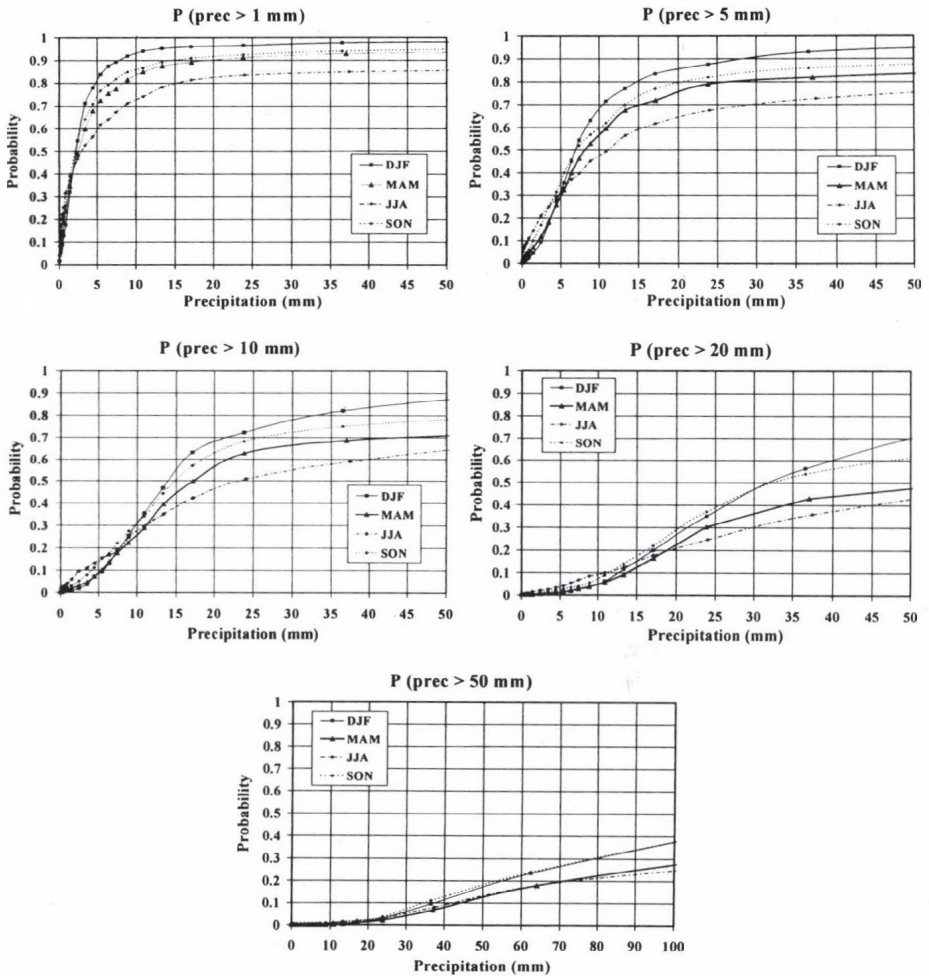 P (prec > 1 mm)
Probability
1
0.9
0.8
0.7
0.6
0.5
0.4
0.3
0.2
0.1
0
DJF
MAM
JJA
SON
0 5 10 15 20 25 30 35 40 45 50
Precipitation (mm)
P (prec > 5 mm)
Probability
1
0.9
0.8
0.7
0.6
0.5
0.4
0.3
0.2
0.1
0
DJF
MAM
JJA
SON
0 5 10 15 20 25 30 35 40 45 50
Precipitation (mm)
P (prec > 10 mm)
Probability
1
0.9
0.8
0.7
0.6
0.5
0.4
0.3
0.2
0.1
0
DJF
MAM
JJA
SON
0 5 10 15 20 25 30 35 40 45 50
Precipitation (mm)
P (prec > 20 mm)
Probability
1
0.9
0.8
0.7
0.6
0.5
0.4
0.3
0.2
0.1
0
DJF
MAM
JJA
SON
0 5 10 15 20 25 30 35 40 45 50
Precipitation (mm)
P (prec > 50 mm)
Probability
1
0.9
0.8
0.7
0.6
0.5
0.4
0.3
0.2
0.1
0
DJF
MAM
JJA
SON
0 10 20 30 40 50 60 70 80 90 100
Precipitation (mm)